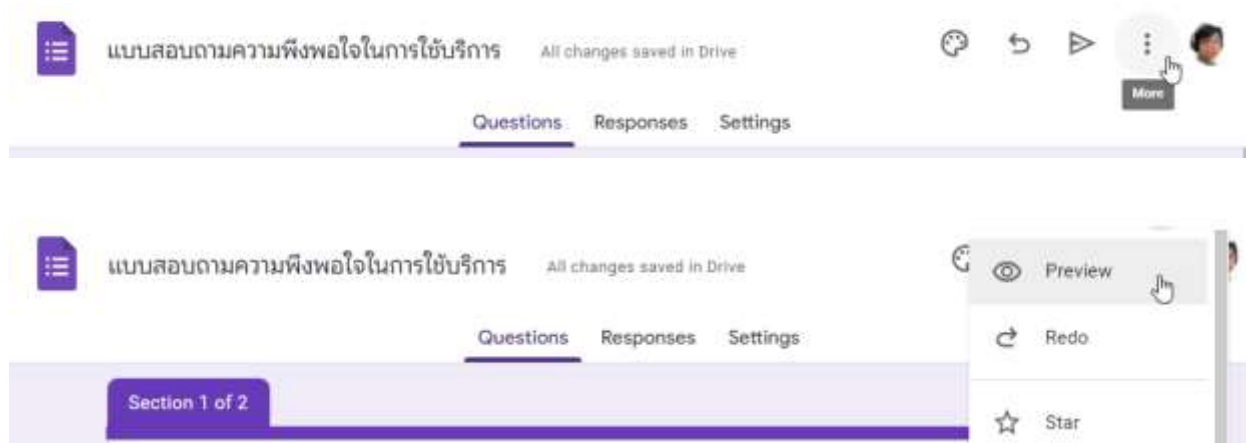 แบบสอบถามความพึงพอใจในการใช้บริการ All changes saved in Drive
More
Questions Responses Settings
แบบสอบถามความพึงพอใจในการใช้บริการ All changes saved in Drive
Preview
Questions Responses Settings
Redo
Section 1 of 2
Star